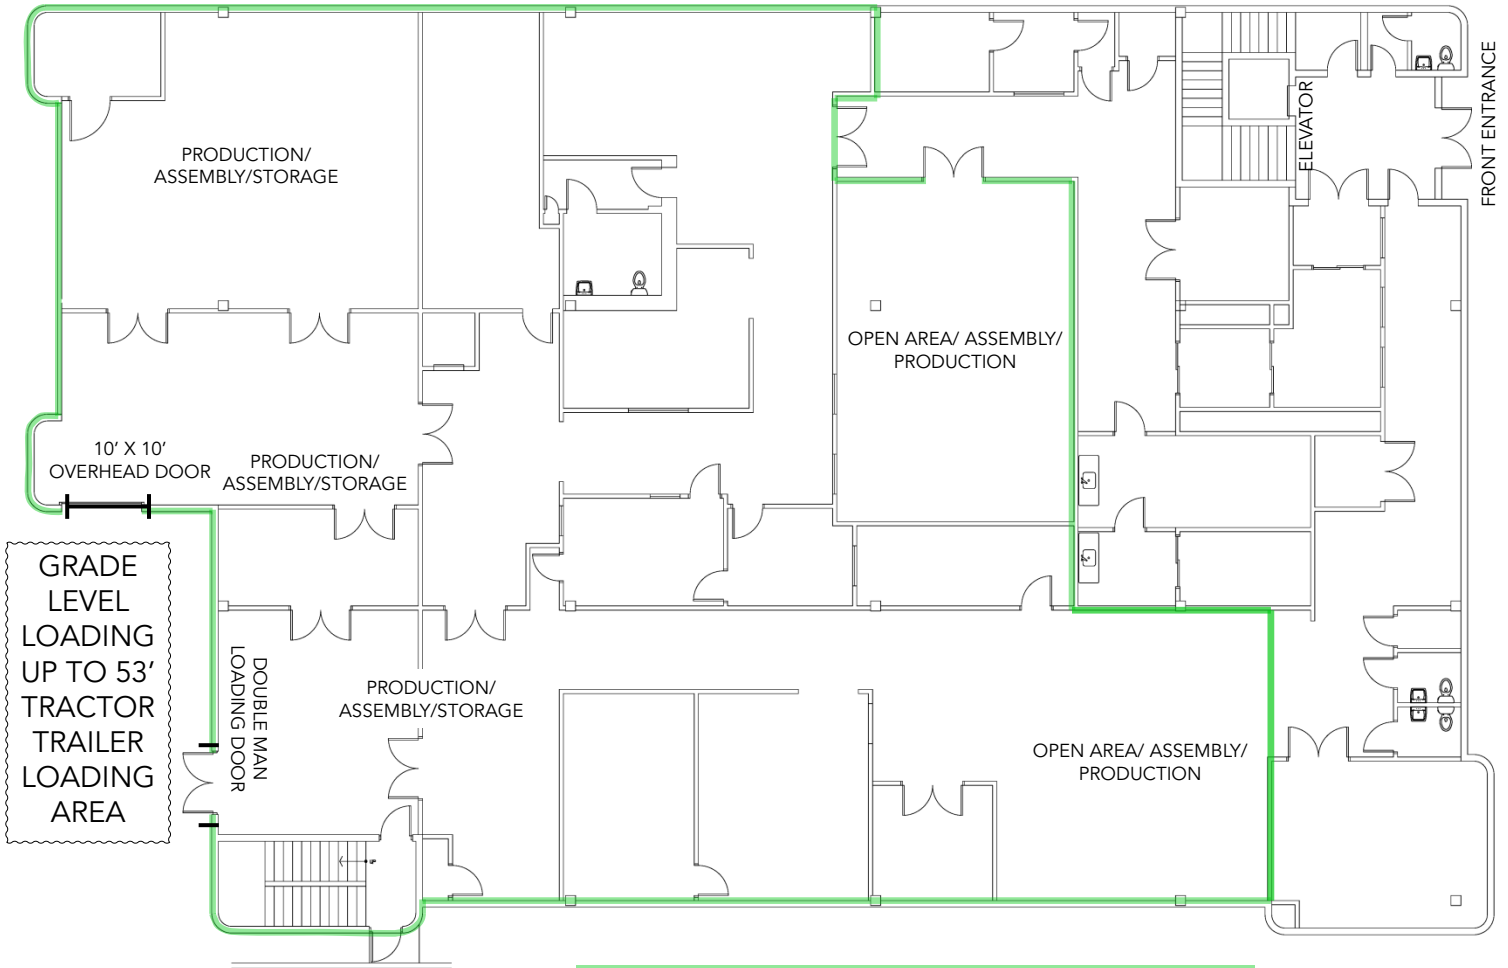 PRODUCTION/
ASSEMBLY/STORAGE
ELEVATOR
FRONT ENTRANCE
OPEN AREA/ ASSEMBLY/
PRODUCTION
10’ X 10’
OVERHEAD DOOR
PRODUCTION/
ASSEMBLY/STORAGE
GRADE
LEVEL
LOADING
UP TO 53’
TRACTOR
TRAILER
LOADING
AREA
DOUBLE MAN
LOADING DOOR
PRODUCTION/
ASSEMBLY/STORAGE
OPEN AREA/ ASSEMBLY/
PRODUCTION